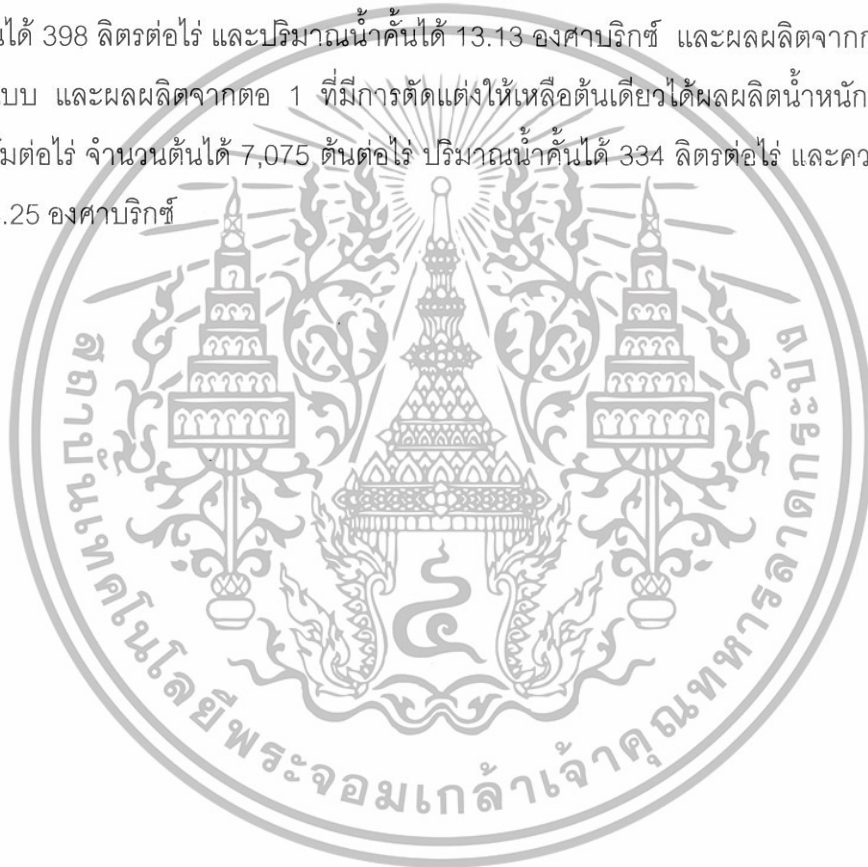 นได้ 398 ลิตรต่อไร่ และปริมาณน้ำคั้นได้ 13.13 องศาบริกซ์ และผลผลิตจากก
แบบ และผลผลิตจากตอ 1 ที่มีการตัดแต่งให้เหลือต้นเดียวได้ผลผลิตน้ำหนัก
ัมต่อไร่ จำนวนต้นได้ 7,075 ต้นต่อไร่ ปริมาณน้ำคั้นได้ 334 ลิตรต่อไร่ และคว
.25 องศาบริกซ์
สถาบันเทคโนโลยีพระจอมเกล้าเจ้าคุณทหารลาดกระบัง
๔